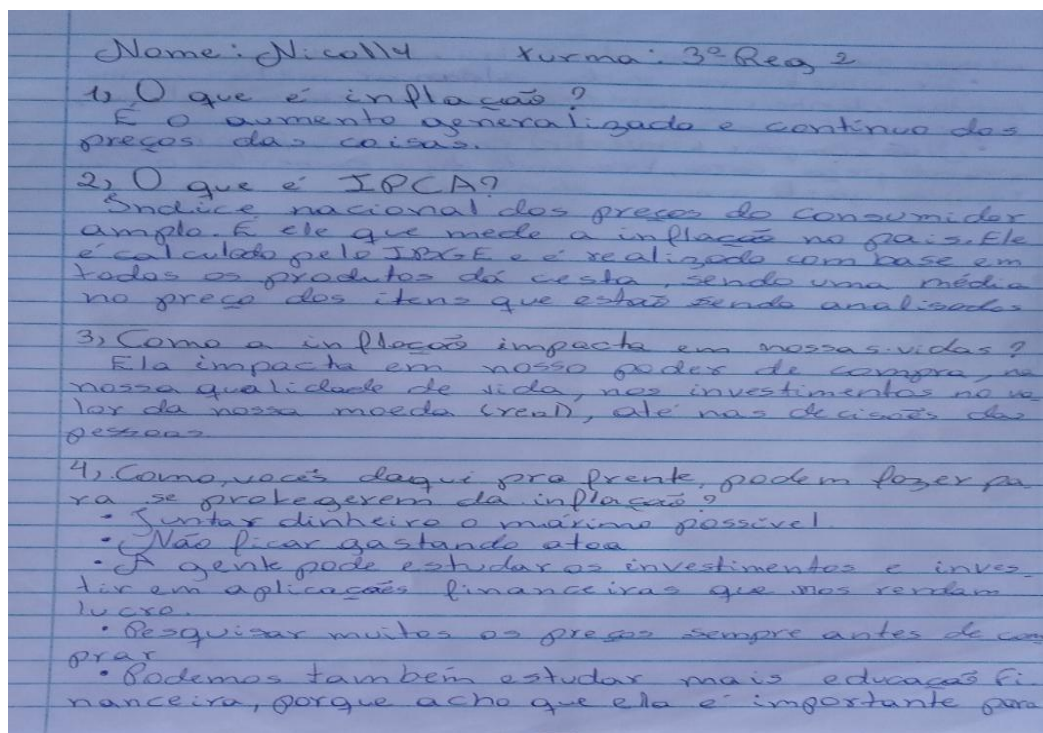 Nome: Nicolly turma: 3º Reg 2
1, O que é inflação?
É o aumento generalizado e contínuo dos
preços das coisas.
2, O que é IPCA?
Indice nacional dos preços do consumidor
amplo. É ele que mede a inflação no pais. Ele
é calculado pelo IBGE e é realizado com base em
todos os produtos da cesta, sendo uma média
no preço dos itens que estão sendo analisados
3, Como a inflação impacta em nossas vidas?
Ela impacta em nosso poder de compra, na
nossa qualidade de vida, nos investimentos no va
lor da nossa moeda (real), até nas decisões das
pessoas
4, Como, vocês daqui pra frente, podem fazer pa
ra se protegerem da inflação?
• Juntar dinheiro o máximo possível
• Não ficar gastando atoa
• A gente pode estudar os investimentos e inves-
tir em aplicações financeiras que nos rendam
lucro.
• Pesquisar muitos os preços sempre antes de com
prar
• Podemos também estudar mais educação fi
nanceira, porque acho que ela é importante para